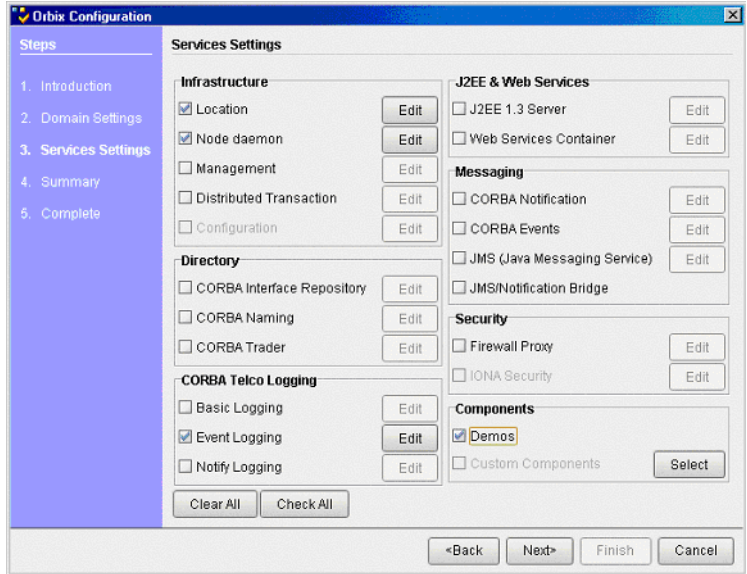 Orbix Configuration
Steps
1. Introduction
2. Domain Settings
3. Services Settings
4. Summary
5. Complete
Services Settings
Infrastructure
Location Edit
Node daemon Edit
Management Edit
Distributed Transaction Edit
Configuration Edit
Directory
CORBA Interface Repository Edit
CORBA Naming Edit
CORBA Trader Edit
CORBA Telco Logging
Basic Logging Edit
Event Logging Edit
Notify Logging Edit
J2EE & Web Services
J2EE 1.3 Server Edit
Web Services Container Edit
Messaging
CORBA Notification Edit
CORBA Events Edit
JMS (Java Messaging Service) Edit
JMS/Notification Bridge
Security
Firewall Proxy Edit
IONA Security Edit
Components
Demos
Custom Components Select
Clear All Check All
<Back Next> Finish Cancel